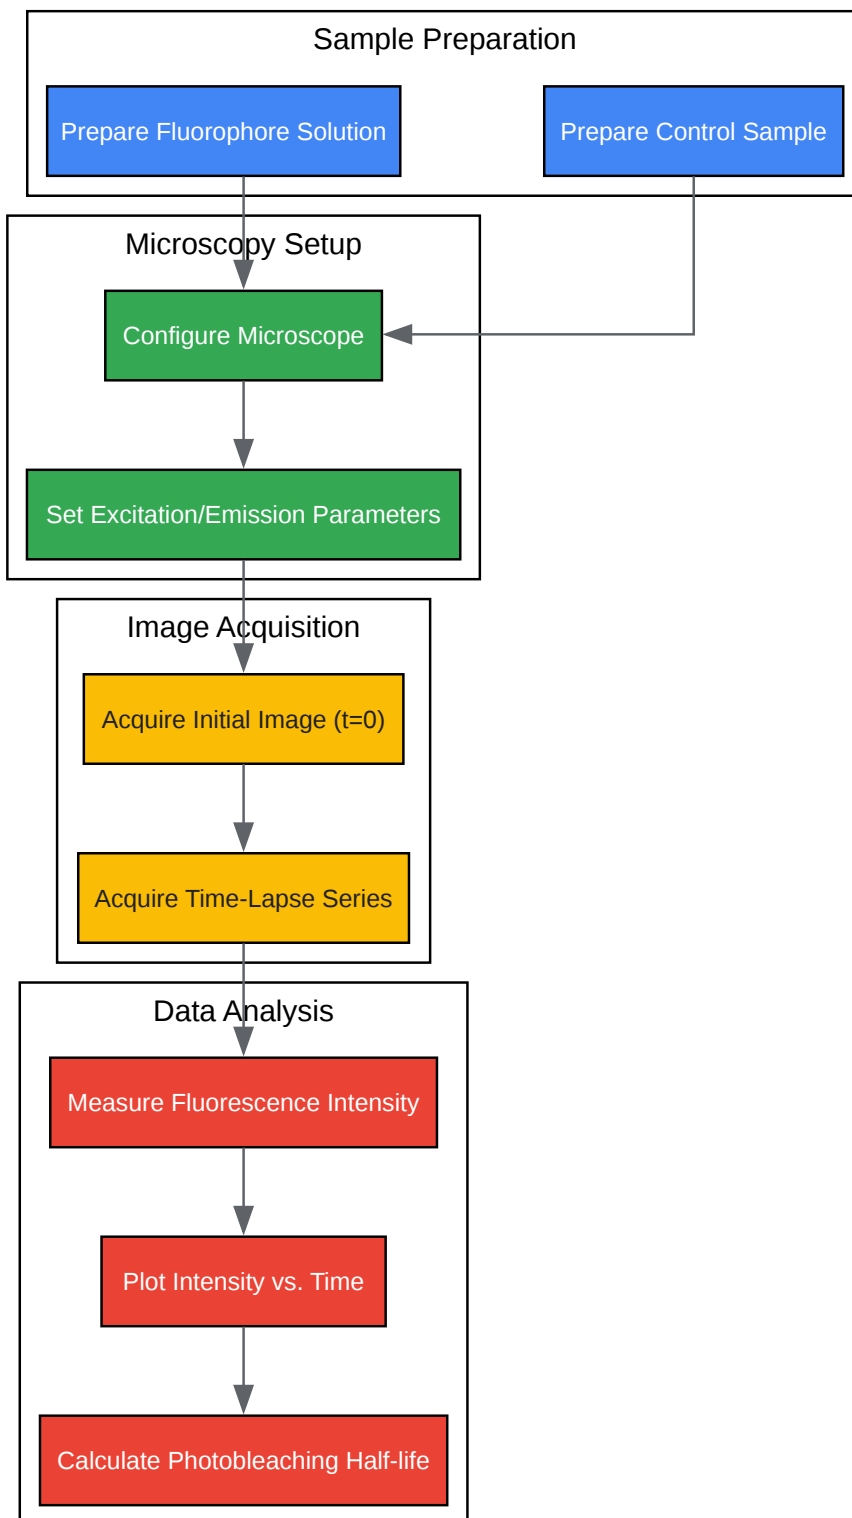 Sample Preparation
Prepare Fluorophore Solution
Prepare Control Sample
Microscopy Setup
Configure Microscope
Set Excitation/Emission Parameters
Image Acquisition
Acquire Initial Image (t=0)
Acquire Time-Lapse Series
Data Analysis
Measure Fluorescence Intensity
Plot Intensity vs. Time
Calculate Photobleaching Half-life